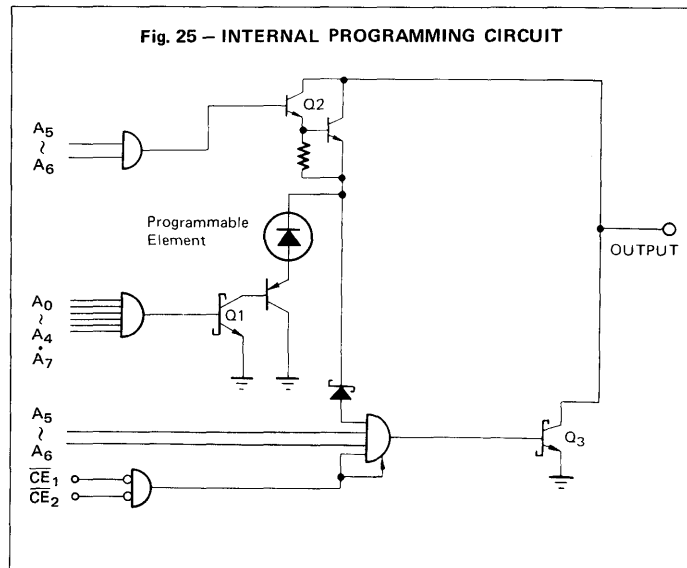 Fig. 25 – INTERNAL PROGRAMMING CIRCUIT
Q2
A5
~
A6
Programmable
Element
OUTPUT
A0
~
A4
·
A7
Q1
A5
~
A6
Q3
CE1
CE2